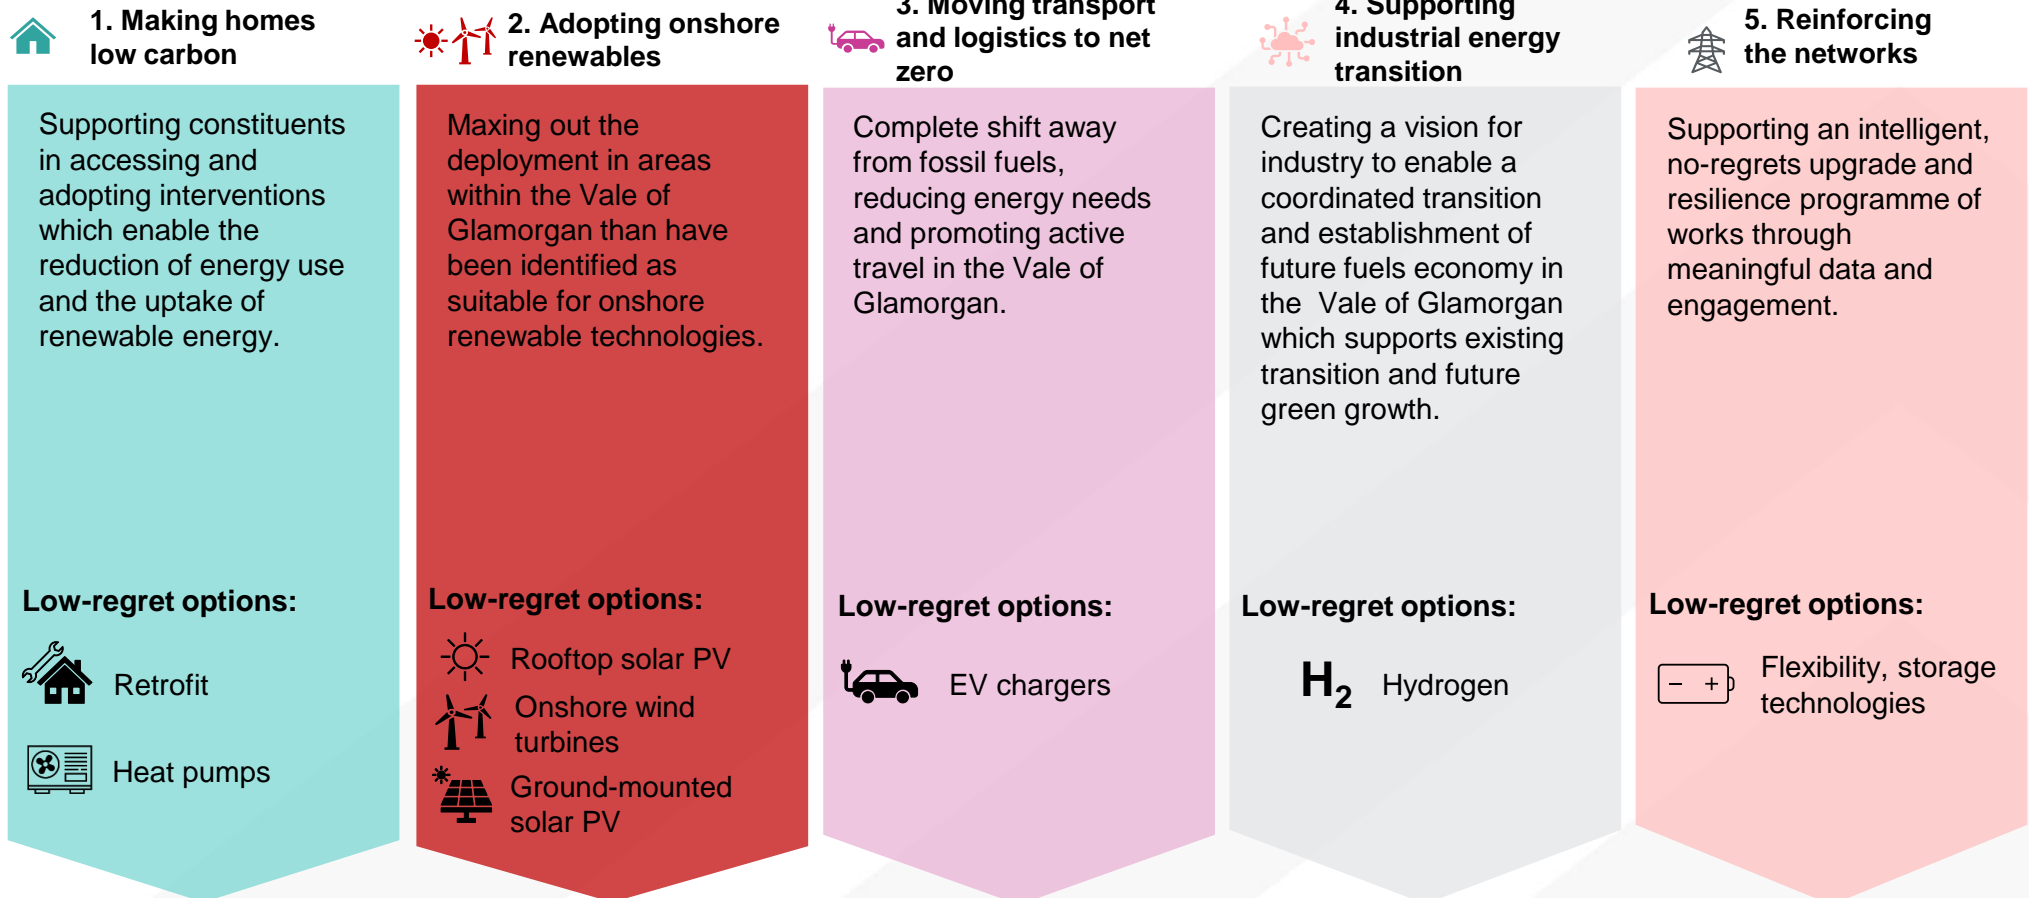 1. Making homes
low carbon
Supporting constituents
in accessing and
adopting interventions
which enable the
reduction of energy use
and the uptake of
renewable energy.
Low-regret options:
Retrofit
Heat pumps
2. Adopting onshore
renewables
Maxing out the
deployment in areas
within the Vale of
Glamorgan than have
been identified as
suitable for onshore
renewable technologies.
Low-regret options:
Rooftop solar PV
Onshore wind
turbines
Ground-mounted
solar PV
3. Moving transport
and logistics to net
zero
Complete shift away
from fossil fuels,
reducing energy needs
and promoting active
travel in the Vale of
Glamorgan.
Low-regret options:
EV chargers
4. Supporting
industrial energy
transition
Creating a vision for
industry to enable a
coordinated transition
and establishment of
future fuels economy in
the  Vale of Glamorgan
which supports existing
transition and future
green growth.
Low-regret options:
H₂ Hydrogen
5. Reinforcing
the networks
Supporting an intelligent,
no-regrets upgrade and
resilience programme of
works through
meaningful data and
engagement.
Low-regret options:
Flexibility, storage
technologies